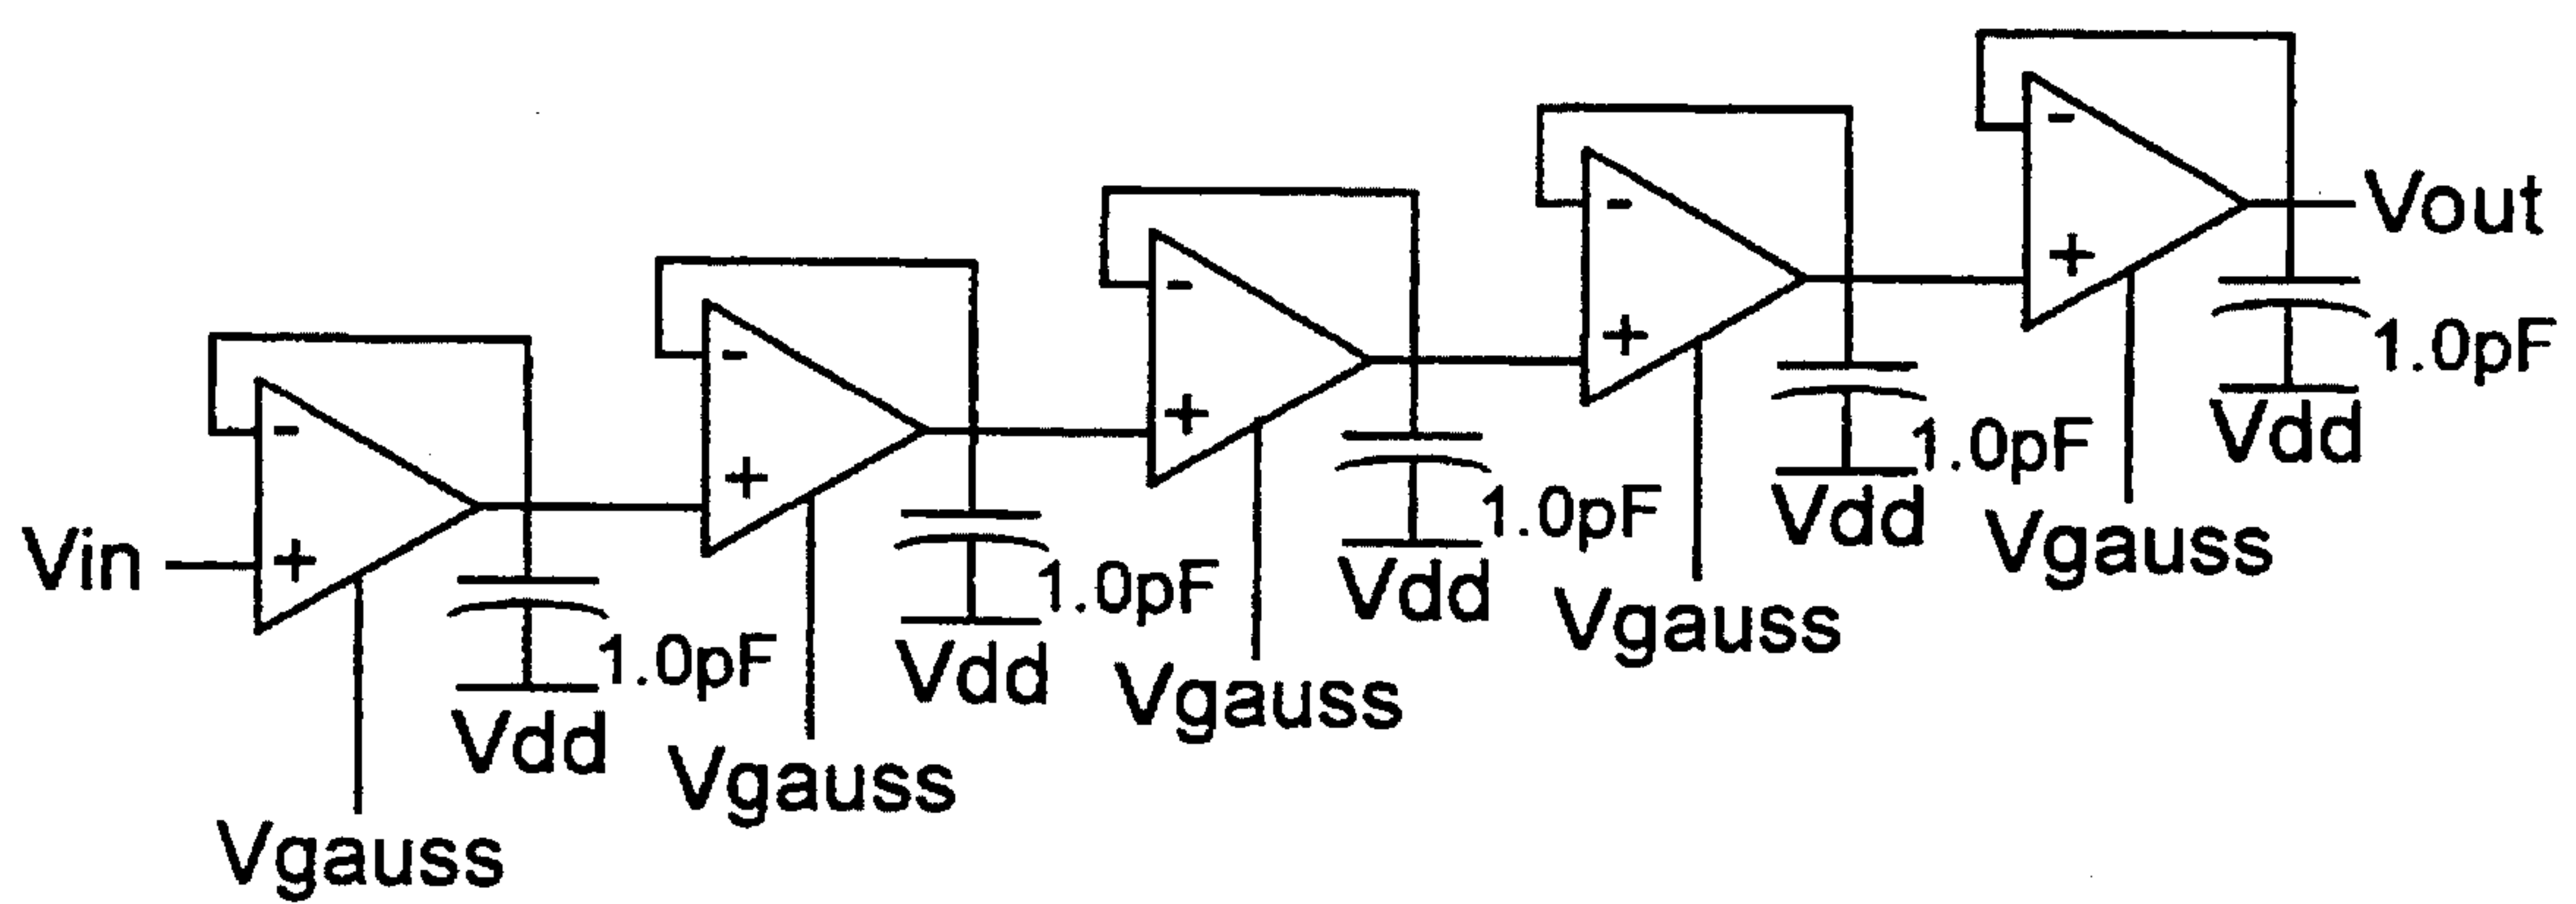 Vin
-
+
Vgauss
1.0pF
Vdd
-
+
Vgauss
1.0pF
Vdd
-
+
Vgauss
1.0pF
Vdd
-
+
Vgauss
1.0pF
Vdd
-
+
Vgauss
1.0pF
Vdd
Vout